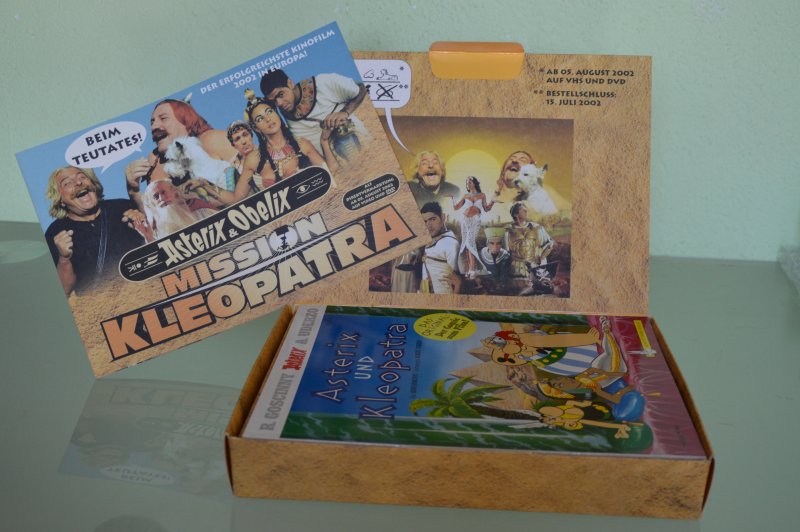 DER ERFOLGREICHSTE KINOFILM
2002 IN EUROPA!
BEIM
TEUTATES!
Asterix & Obelix
MISSION
KLEOPATRA
* AB 05. AUGUST 2002
AUF VHS UND DVD
** BESTELLSCHLUSS:
15. JULI 2002
R. GOSCINNY Asterix A. UDERZO
Asterix
UND
Kleopatra